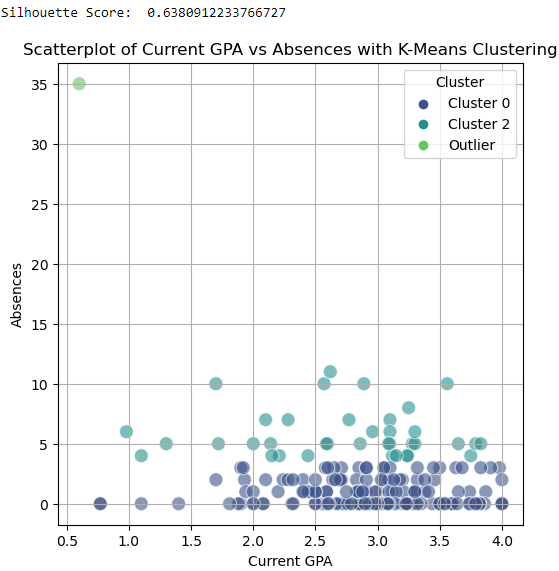 Silhouette Score:  0.6380912233766727
Scatterplot of Current GPA vs Absences with K-Means Clustering
Cluster
Cluster 0
Cluster 2
Outlier
35
30
25
20
15
10
5
0
Absences
0.5 1.0 1.5 2.0 2.5 3.0 3.5 4.0
Current GPA